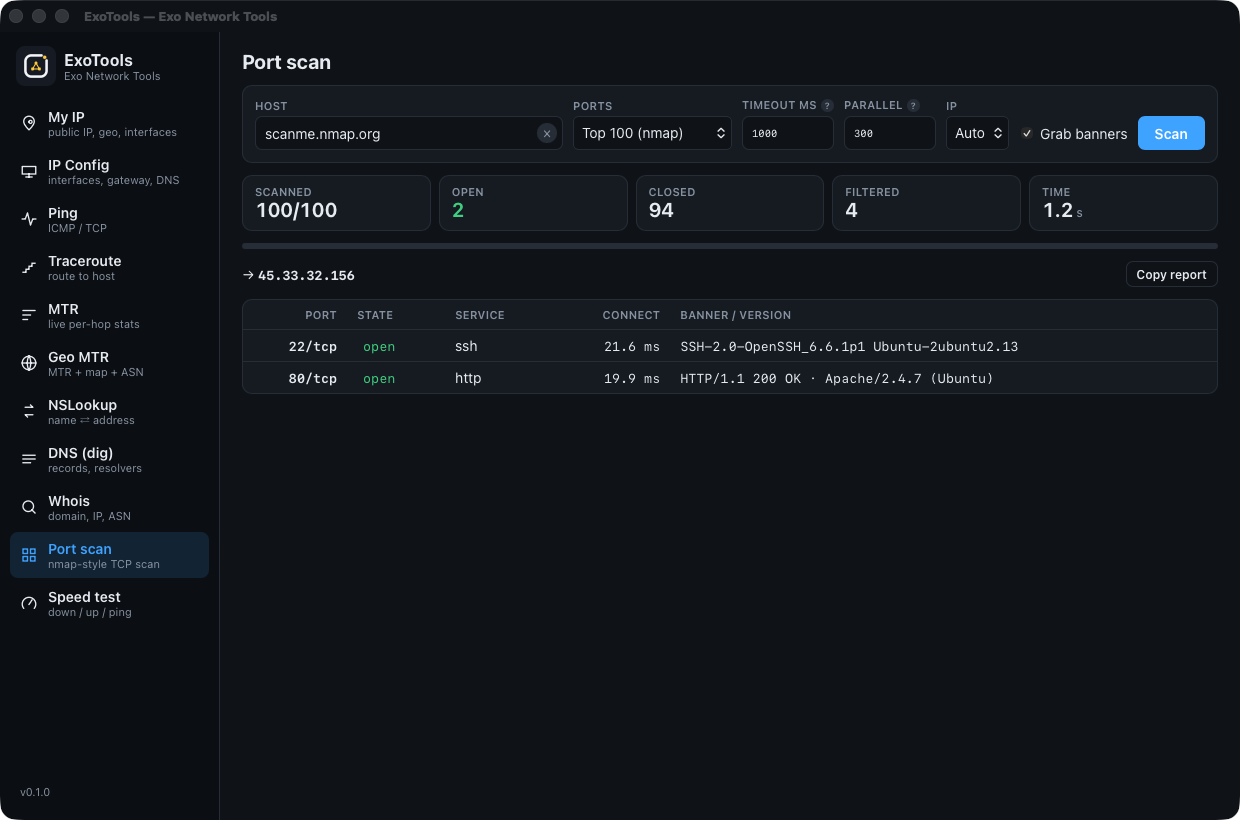 ExoTools — Exo Network Tools
ExoTools
Exo Network Tools
My IP
public IP, geo, interfaces
IP Config
interfaces, gateway, DNS
Ping
ICMP / TCP
Traceroute
route to host
MTR
live per-hop stats
Geo MTR
MTR + map + ASN
NSLookup
name ⇄ address
DNS (dig)
records, resolvers
Whois
domain, IP, ASN
Port scan
nmap-style TCP scan
Speed test
down / up / ping
v0.1.0
Port scan
HOST PORTS TIMEOUT MS ? PARALLEL ? IP
scanme.nmap.org × Top 100 (nmap) 1000 300 Auto ✓ Grab banners Scan
SCANNED OPEN CLOSED FILTERED TIME
100/100 2 94 4 1.2 s
→ 45.33.32.156 Copy report
PORT STATE SERVICE CONNECT BANNER / VERSION
22/tcp open ssh 21.6 ms SSH-2.0-OpenSSH_6.6.1p1 Ubuntu-2ubuntu2.13
80/tcp open http 19.9 ms HTTP/1.1 200 OK · Apache/2.4.7 (Ubuntu)